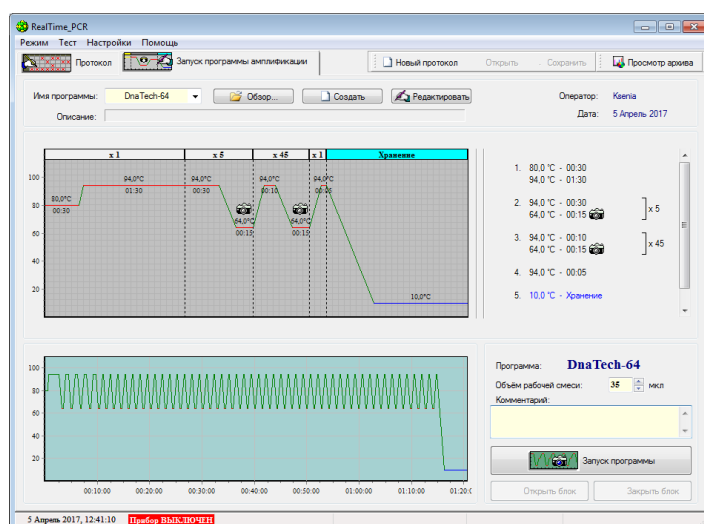 RealTime_PCR
Режим Тест Настройки Помощь
Протокол Запуск программы амплификации Новый протокол Открыть Сохранить Просмотр архива
Имя программы: DnaTech-64 Обзор... Создать Редактировать Оператор: Ksenia
Описание: Дата: 5 Апрель 2017
x 1 x 5 x 45 x 1 Хранение
100
80
60
40
20
80,0°C
00:30
94,0°C
01:30
94,0°C
00:30
64,0°C
00:15
94,0°C
00:10
64,0°C
00:15
94,0°C
00:05
10,0°C
1. 80,0 °C - 00:30
94,0 °C - 01:30
2. 94,0 °C - 00:30
64,0 °C - 00:15 x 5
3. 94,0 °C - 00:10
64,0 °C - 00:15 x 45
4. 94,0 °C - 00:05
5. 10,0 °C - Хранение
100
80
60
40
20
00:10:00 00:20:00 00:30:00 00:40:00 00:50:00 01:00:00 01:10:00 01:20:
Программа: DnaTech-64
Объём рабочей смеси: 35 мкл
Комментарий:
Запуск программы
Открыть блок Закрыть блок
5 Апрель 2017, 12:41:10 Прибор ВЫКЛЮЧЕН